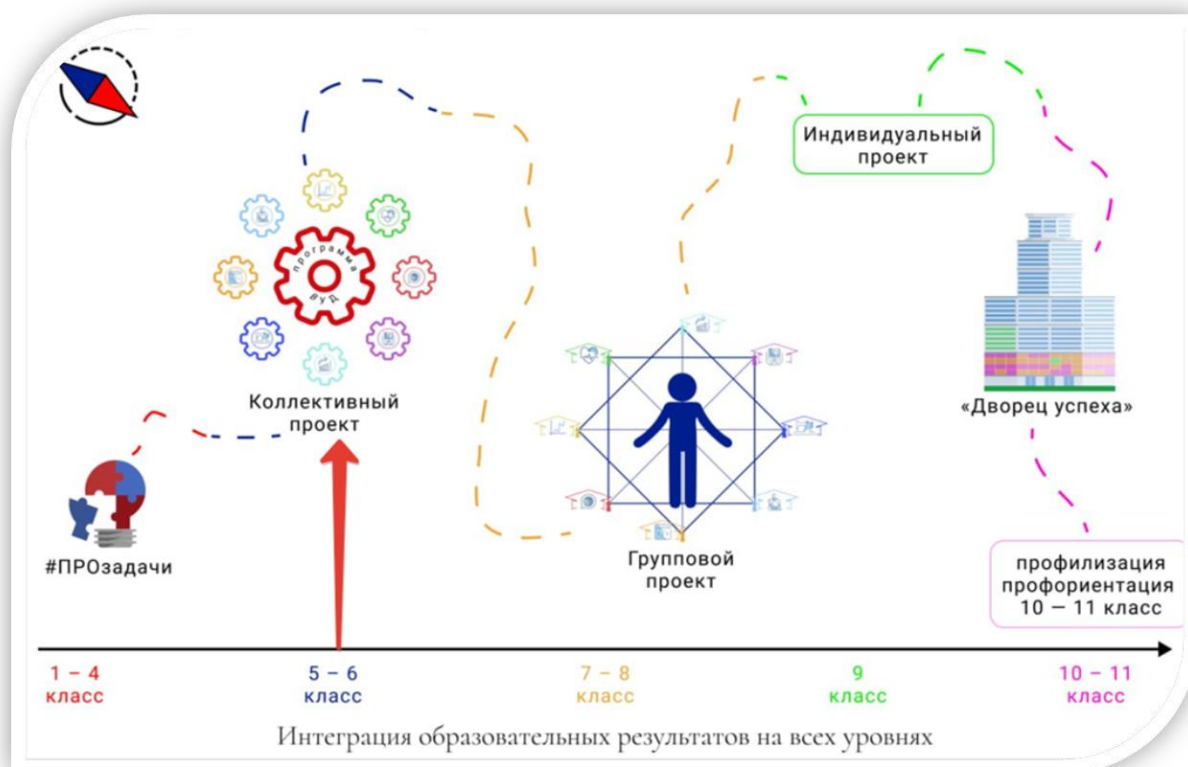 Индивидуальный
проект
программа
ВУД
Коллективный
проект
«Дворец успеха»
#ПРОзадачи
Групповой
проект
профилизация
профориентация
10 — 11 класс
1 – 4
класс
5 – 6
класс
7 – 8
класс
9
класс
10 – 11
класс
Интеграция образовательных результатов на всех уровнях